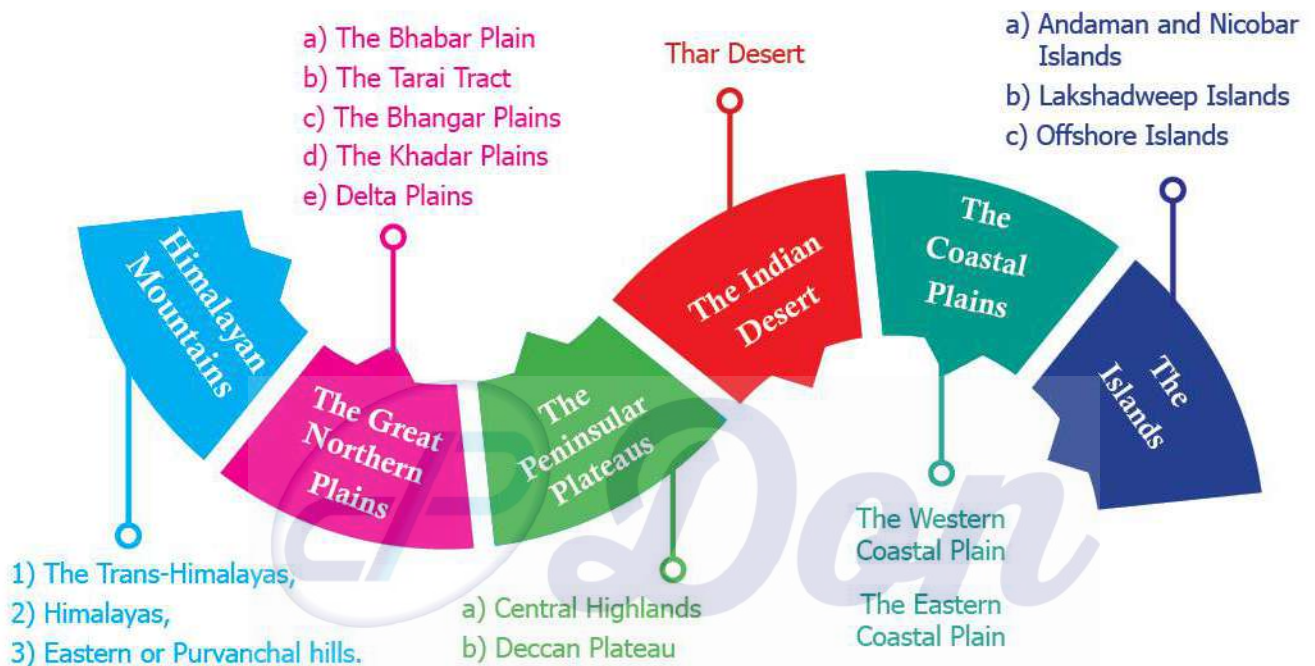 Himalayan
Mountains
1) The Trans-Himalayas,
2) Himalayas,
3) Eastern or Purvanchal hills.
a) The Bhabar Plain
b) The Tarai Tract
c) The Bhangar Plains
d) The Khadar Plains
e) Delta Plains
The Great
Northern
Plains
The
Peninsular
Plateaus
a) Central Highlands
b) Deccan Plateau
Thar Desert
The Indian
Desert
The
Coastal
Plains
The Western
Coastal Plain
The Eastern
Coastal Plain
a) Andaman and Nicobar
Islands
b) Lakshadweep Islands
c) Offshore Islands
The
Islands
Don